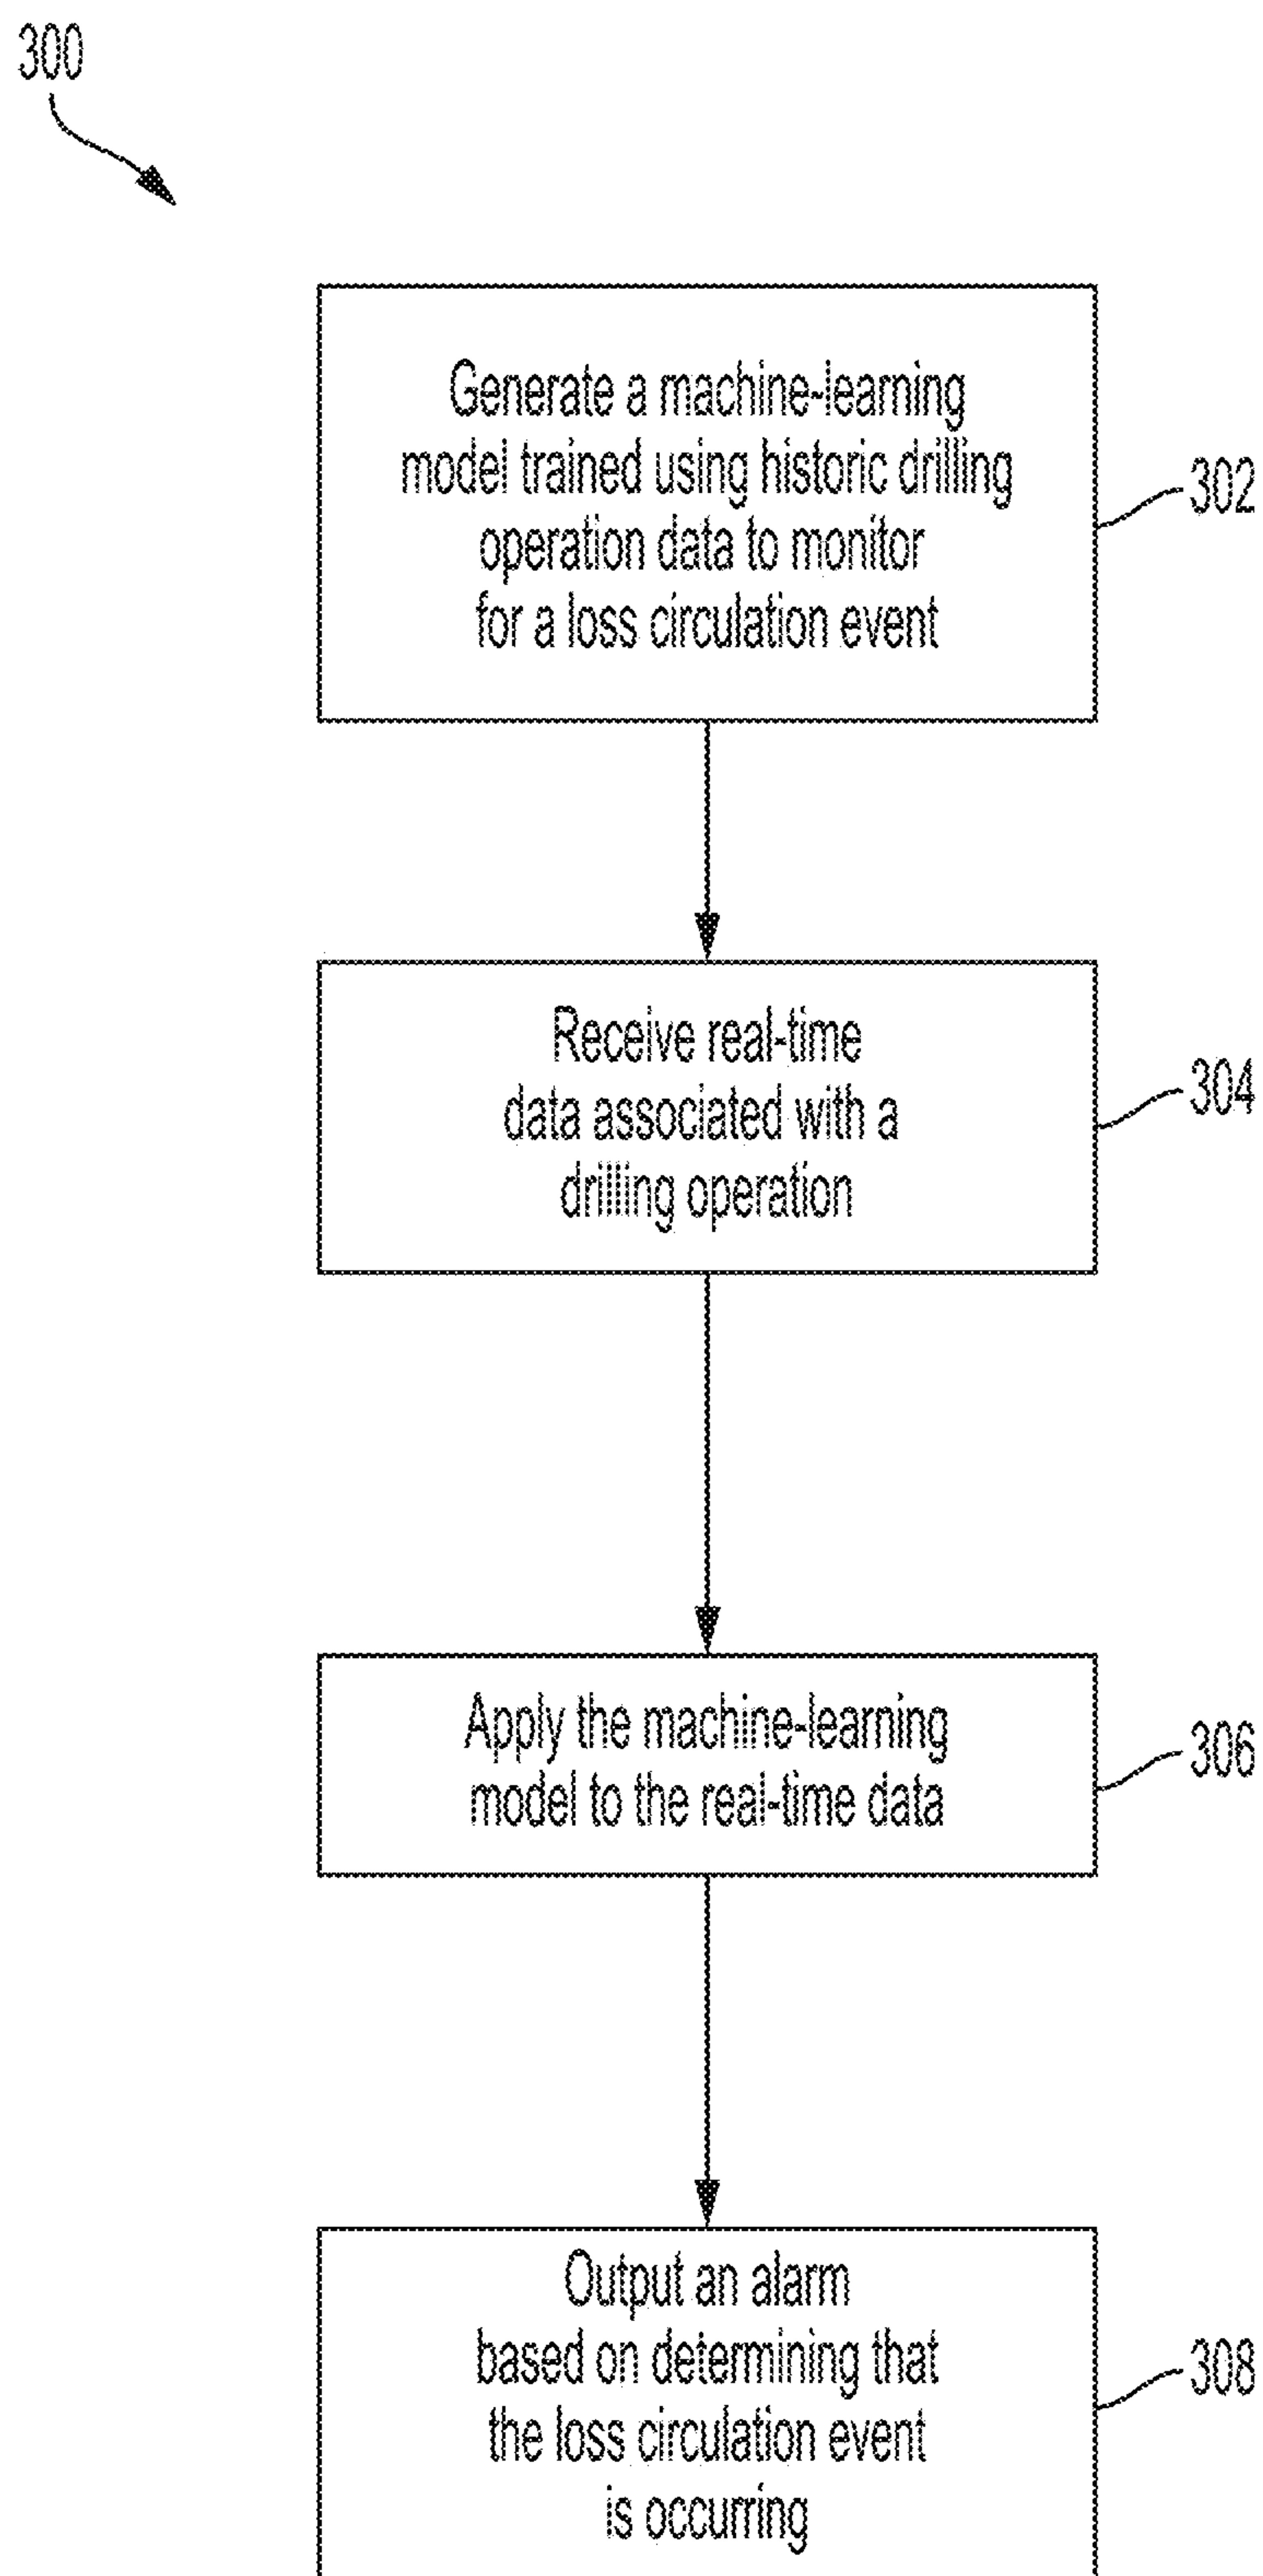 300
Generate a machine-learning
model trained using historic drilling
operation data to monitor
for a loss circulation event
302
Receive real-time
data associated with a
drilling operation
304
Apply the machine-learning
model to the real-time data
306
Output an alarm
based on determining that
the loss circulation event
is occurring
308